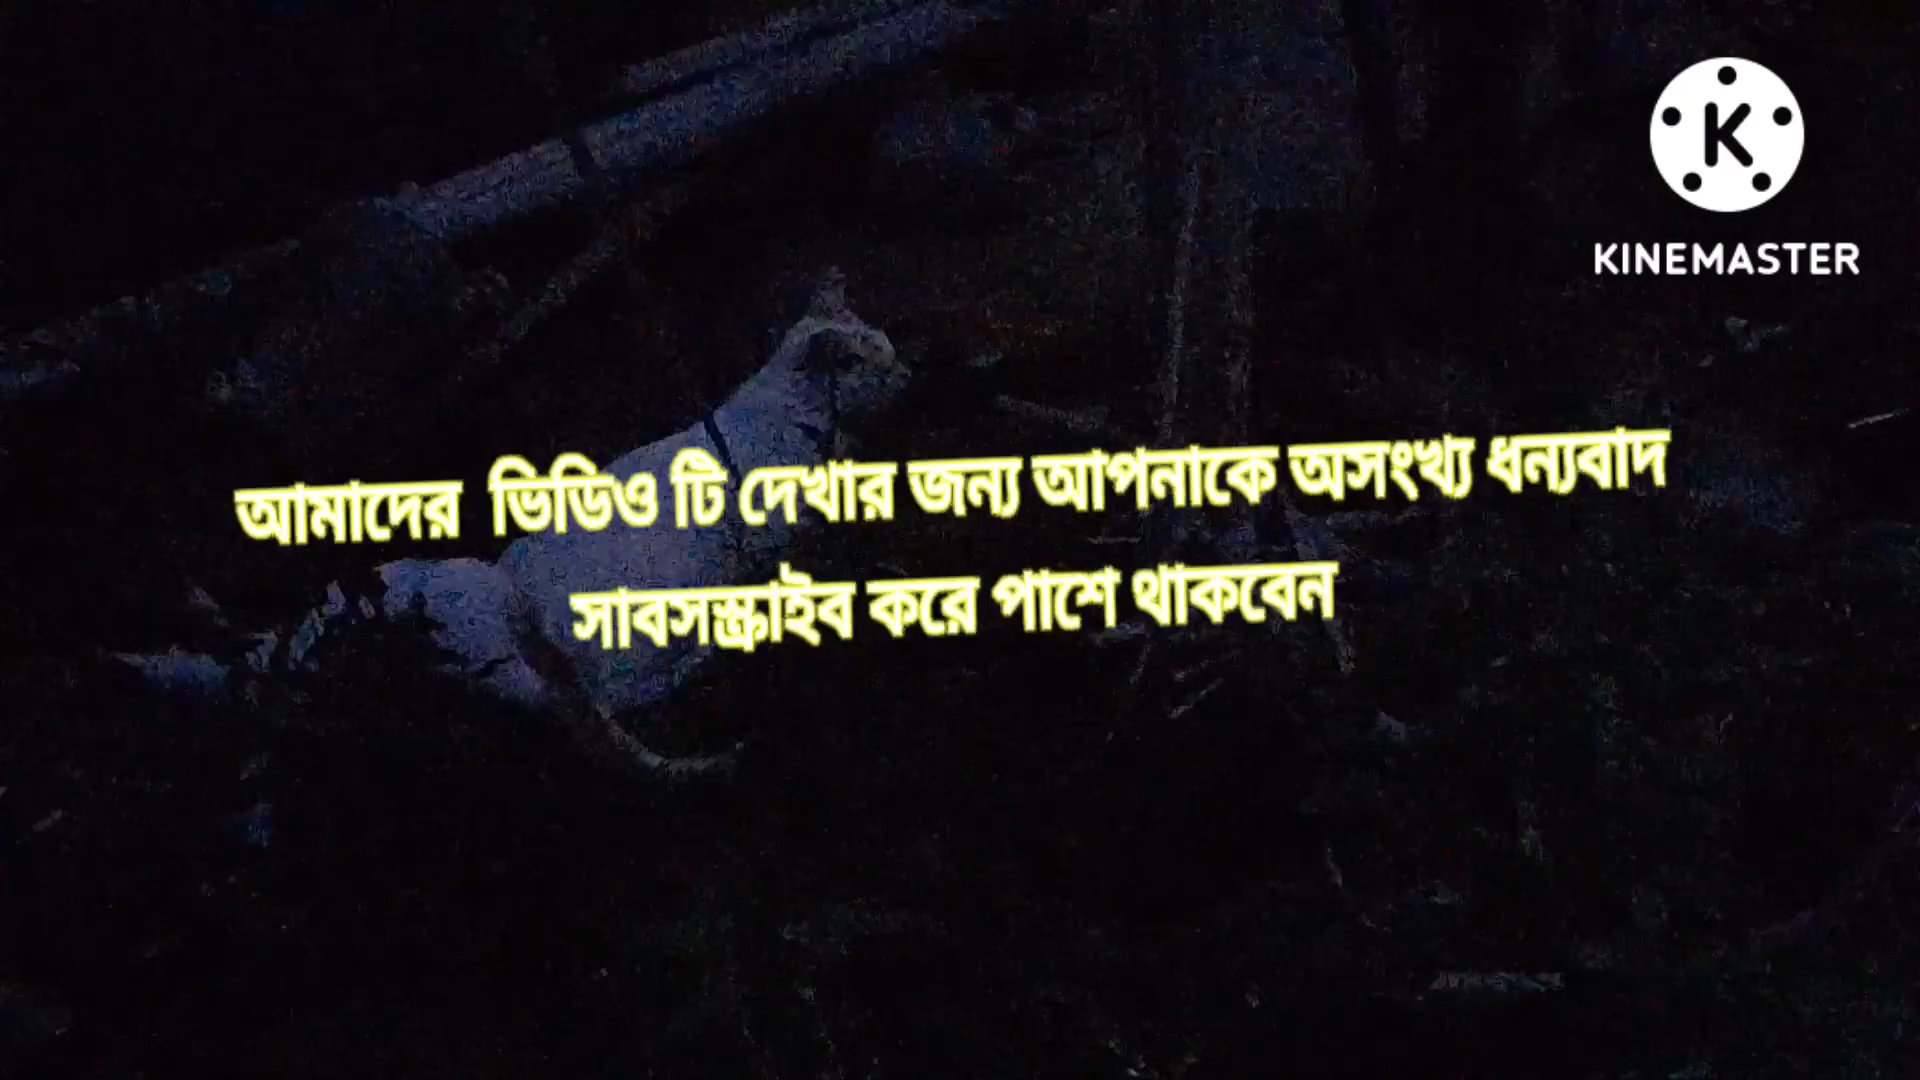 KINEMASTER
আমাদের ভিডিও টি দেখার জন্য আপনাকে অসংখ্য ধন্যবাদ
সাবসস্ক্রাইব করে পাশে থাকবেন